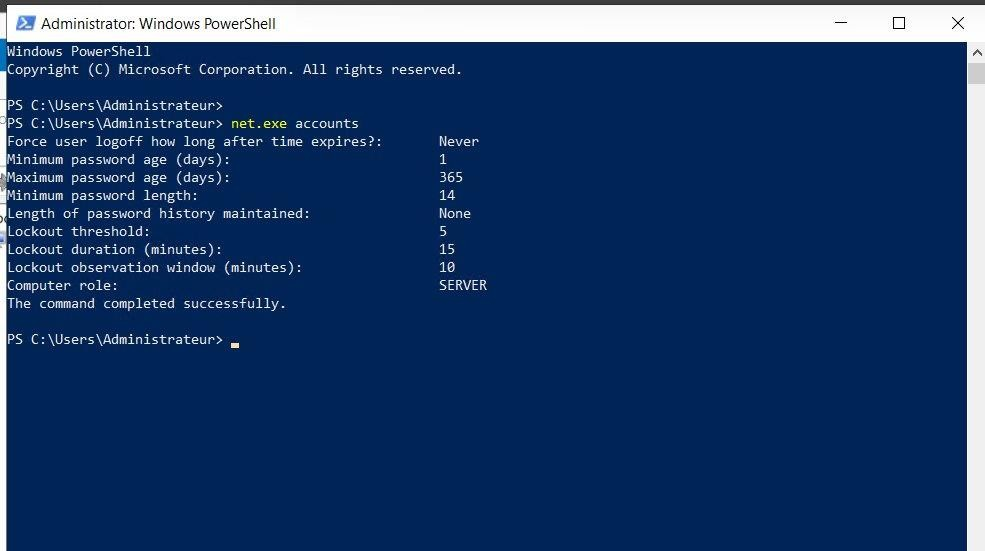 Administrator: Windows PowerShell
Windows PowerShell
Copyright (C) Microsoft Corporation. All rights reserved.
PS C:\Users\Administrateur>
PS C:\Users\Administrateur> net.exe accounts
Force user logoff how long after time expires?: Never
Minimum password age (days): 1
Maximum password age (days): 365
Minimum password length: 14
Length of password history maintained: None
Lockout threshold: 5
Lockout duration (minutes): 15
Lockout observation window (minutes): 10
Computer role: SERVER
The command completed successfully.
PS C:\Users\Administrateur>